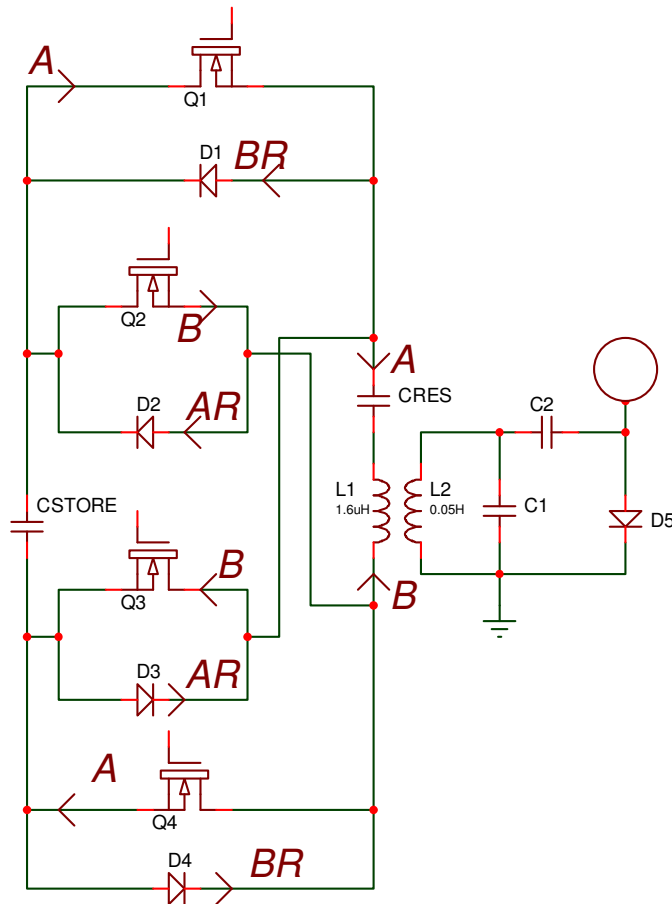 A
Q1
D1
BR
Q2
B
D2
AR
A
CRES
C2
CSTORE
L1
1.6uH
L2
0.05H
C1
D5
Q3
B
B
D3
AR
A
Q4
D4
BR